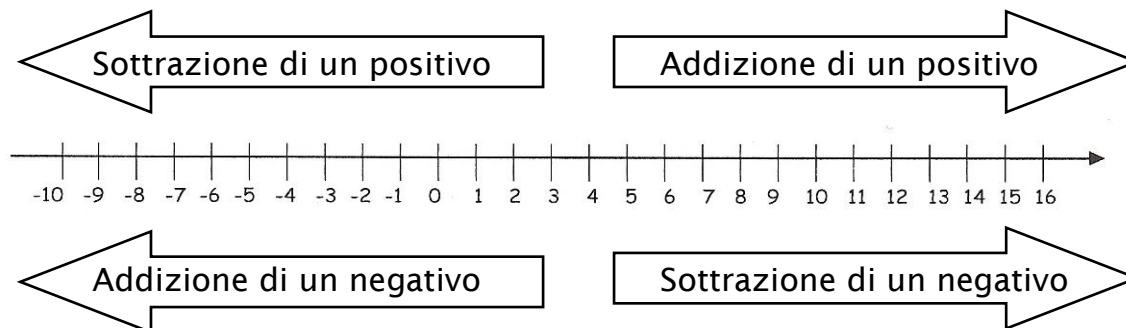 Sottrazione di un positivo Addizione di un positivo
-10 -9 -8 -7 -6 -5 -4 -3 -2 -1 0 1 2 3 4 5 6 7 8 9 10 11 12 13 14 15 16
Addizione di un negativo Sottrazione di un negativo